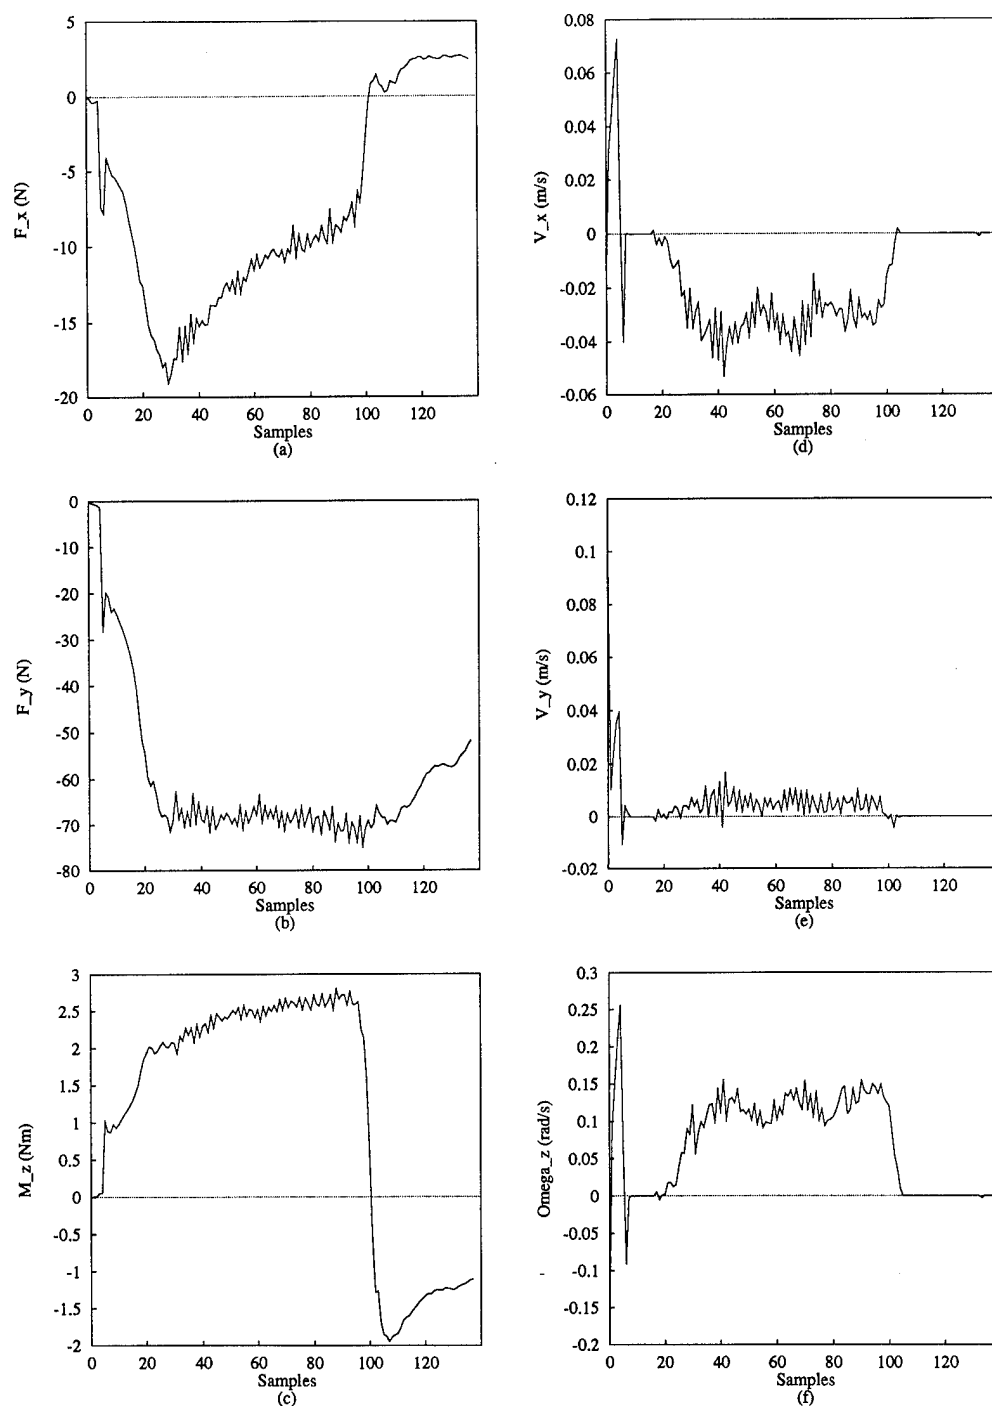 5
0
-5
-10
-15
-20
F_x (N)
0 20 40 60 80 100 120
Samples
(a)
0.08
0.06
0.04
0.02
0
-0.02
-0.04
-0.06
V_x (m/s)
0 20 40 60 80 100 120
Samples
(d)
0
-10
-20
-30
-40
-50
-60
-70
-80
F_y (N)
0 20 40 60 80 100 120
Samples
(b)
0.12
0.1
0.08
0.06
0.04
0.02
0
-0.02
V_y (m/s)
0 20 40 60 80 100 120
Samples
(e)
3
2.5
2
1.5
1
0.5
0
-0.5
-1
-1.5
-2
M_z (Nm)
0 20 40 60 80 100 120
Samples
(c)
0.3
0.25
0.2
0.15
0.1
0.05
0
-0.05
-0.1
-0.15
-0.2
Omega_z (rad/s)
0 20 40 60 80 100 120
Samples
(f)